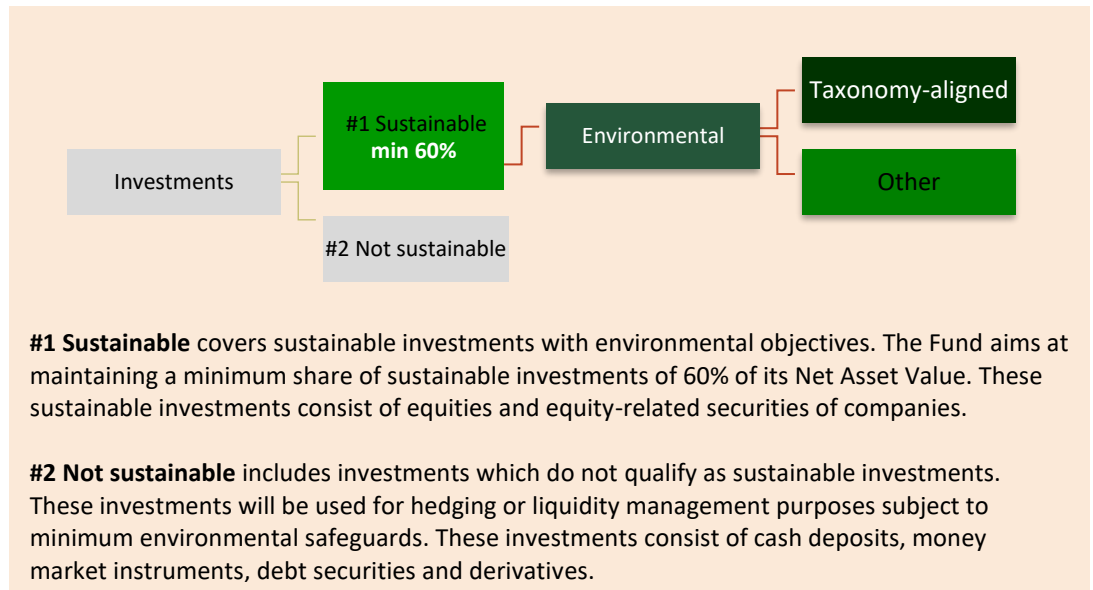 Investments
#1 Sustainable
min 60%
#2 Not sustainable
Environmental
Taxonomy-aligned
Other
#1 Sustainable covers sustainable investments with environmental objectives. The Fund aims at
maintaining a minimum share of sustainable investments of 60% of its Net Asset Value. These
sustainable investments consist of equities and equity-related securities of companies.
#2 Not sustainable includes investments which do not qualify as sustainable investments.
These investments will be used for hedging or liquidity management purposes subject to
minimum environmental safeguards. These investments consist of cash deposits, money
market instruments, debt securities and derivatives.